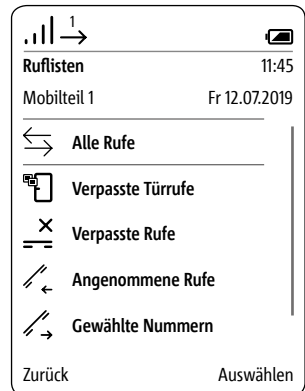 1
Ruflisten 11:45
Mobilteil 1 Fr 12.07.2019
Alle Rufe
Verpasste Türrufe
Verpasste Rufe
Angenommene Rufe
Gewählte Nummern
Zurück Auswählen